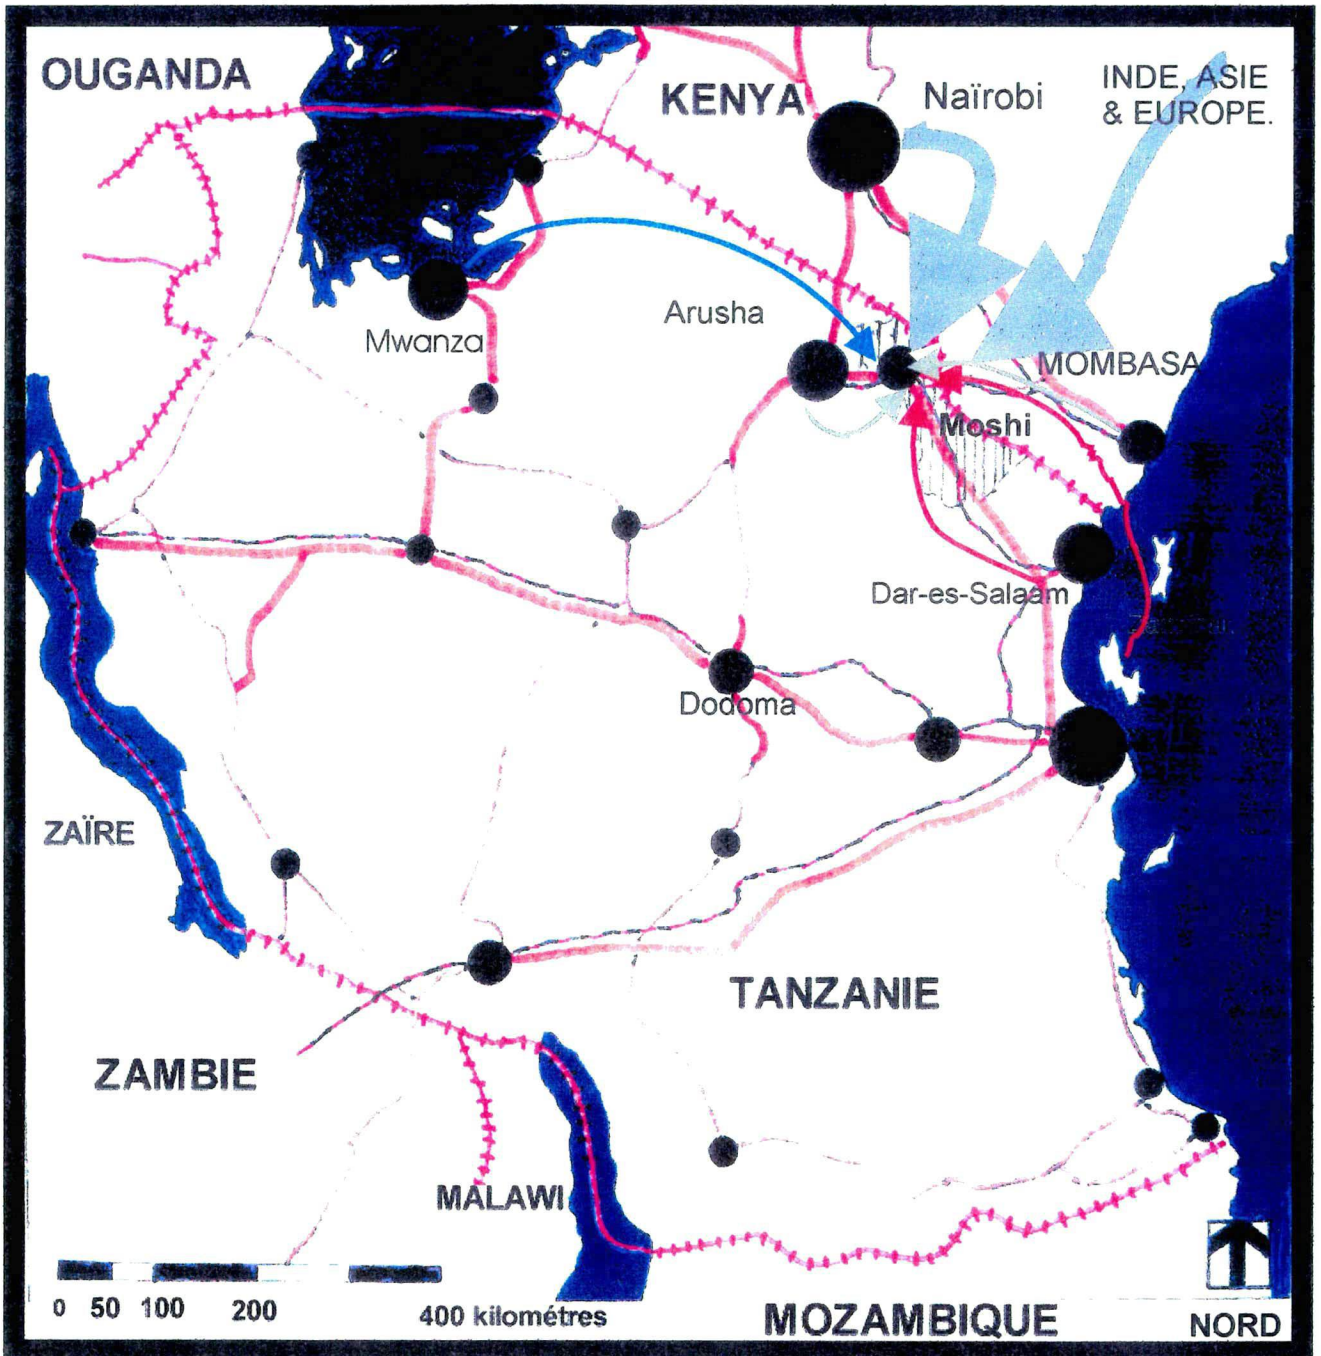 OUGANDA
KENYA
Naïrobi
INDE, ASIE
& EUROPE.
Mwanza
Arusha
MOMBASA
Moshi
Dar-es-Salaam
Dodoma
ZAÏRE
TANZANIE
ZAMBIE
MALAWI
0 50 100 200 400 kilométres
MOZAMBIQUE
NORD